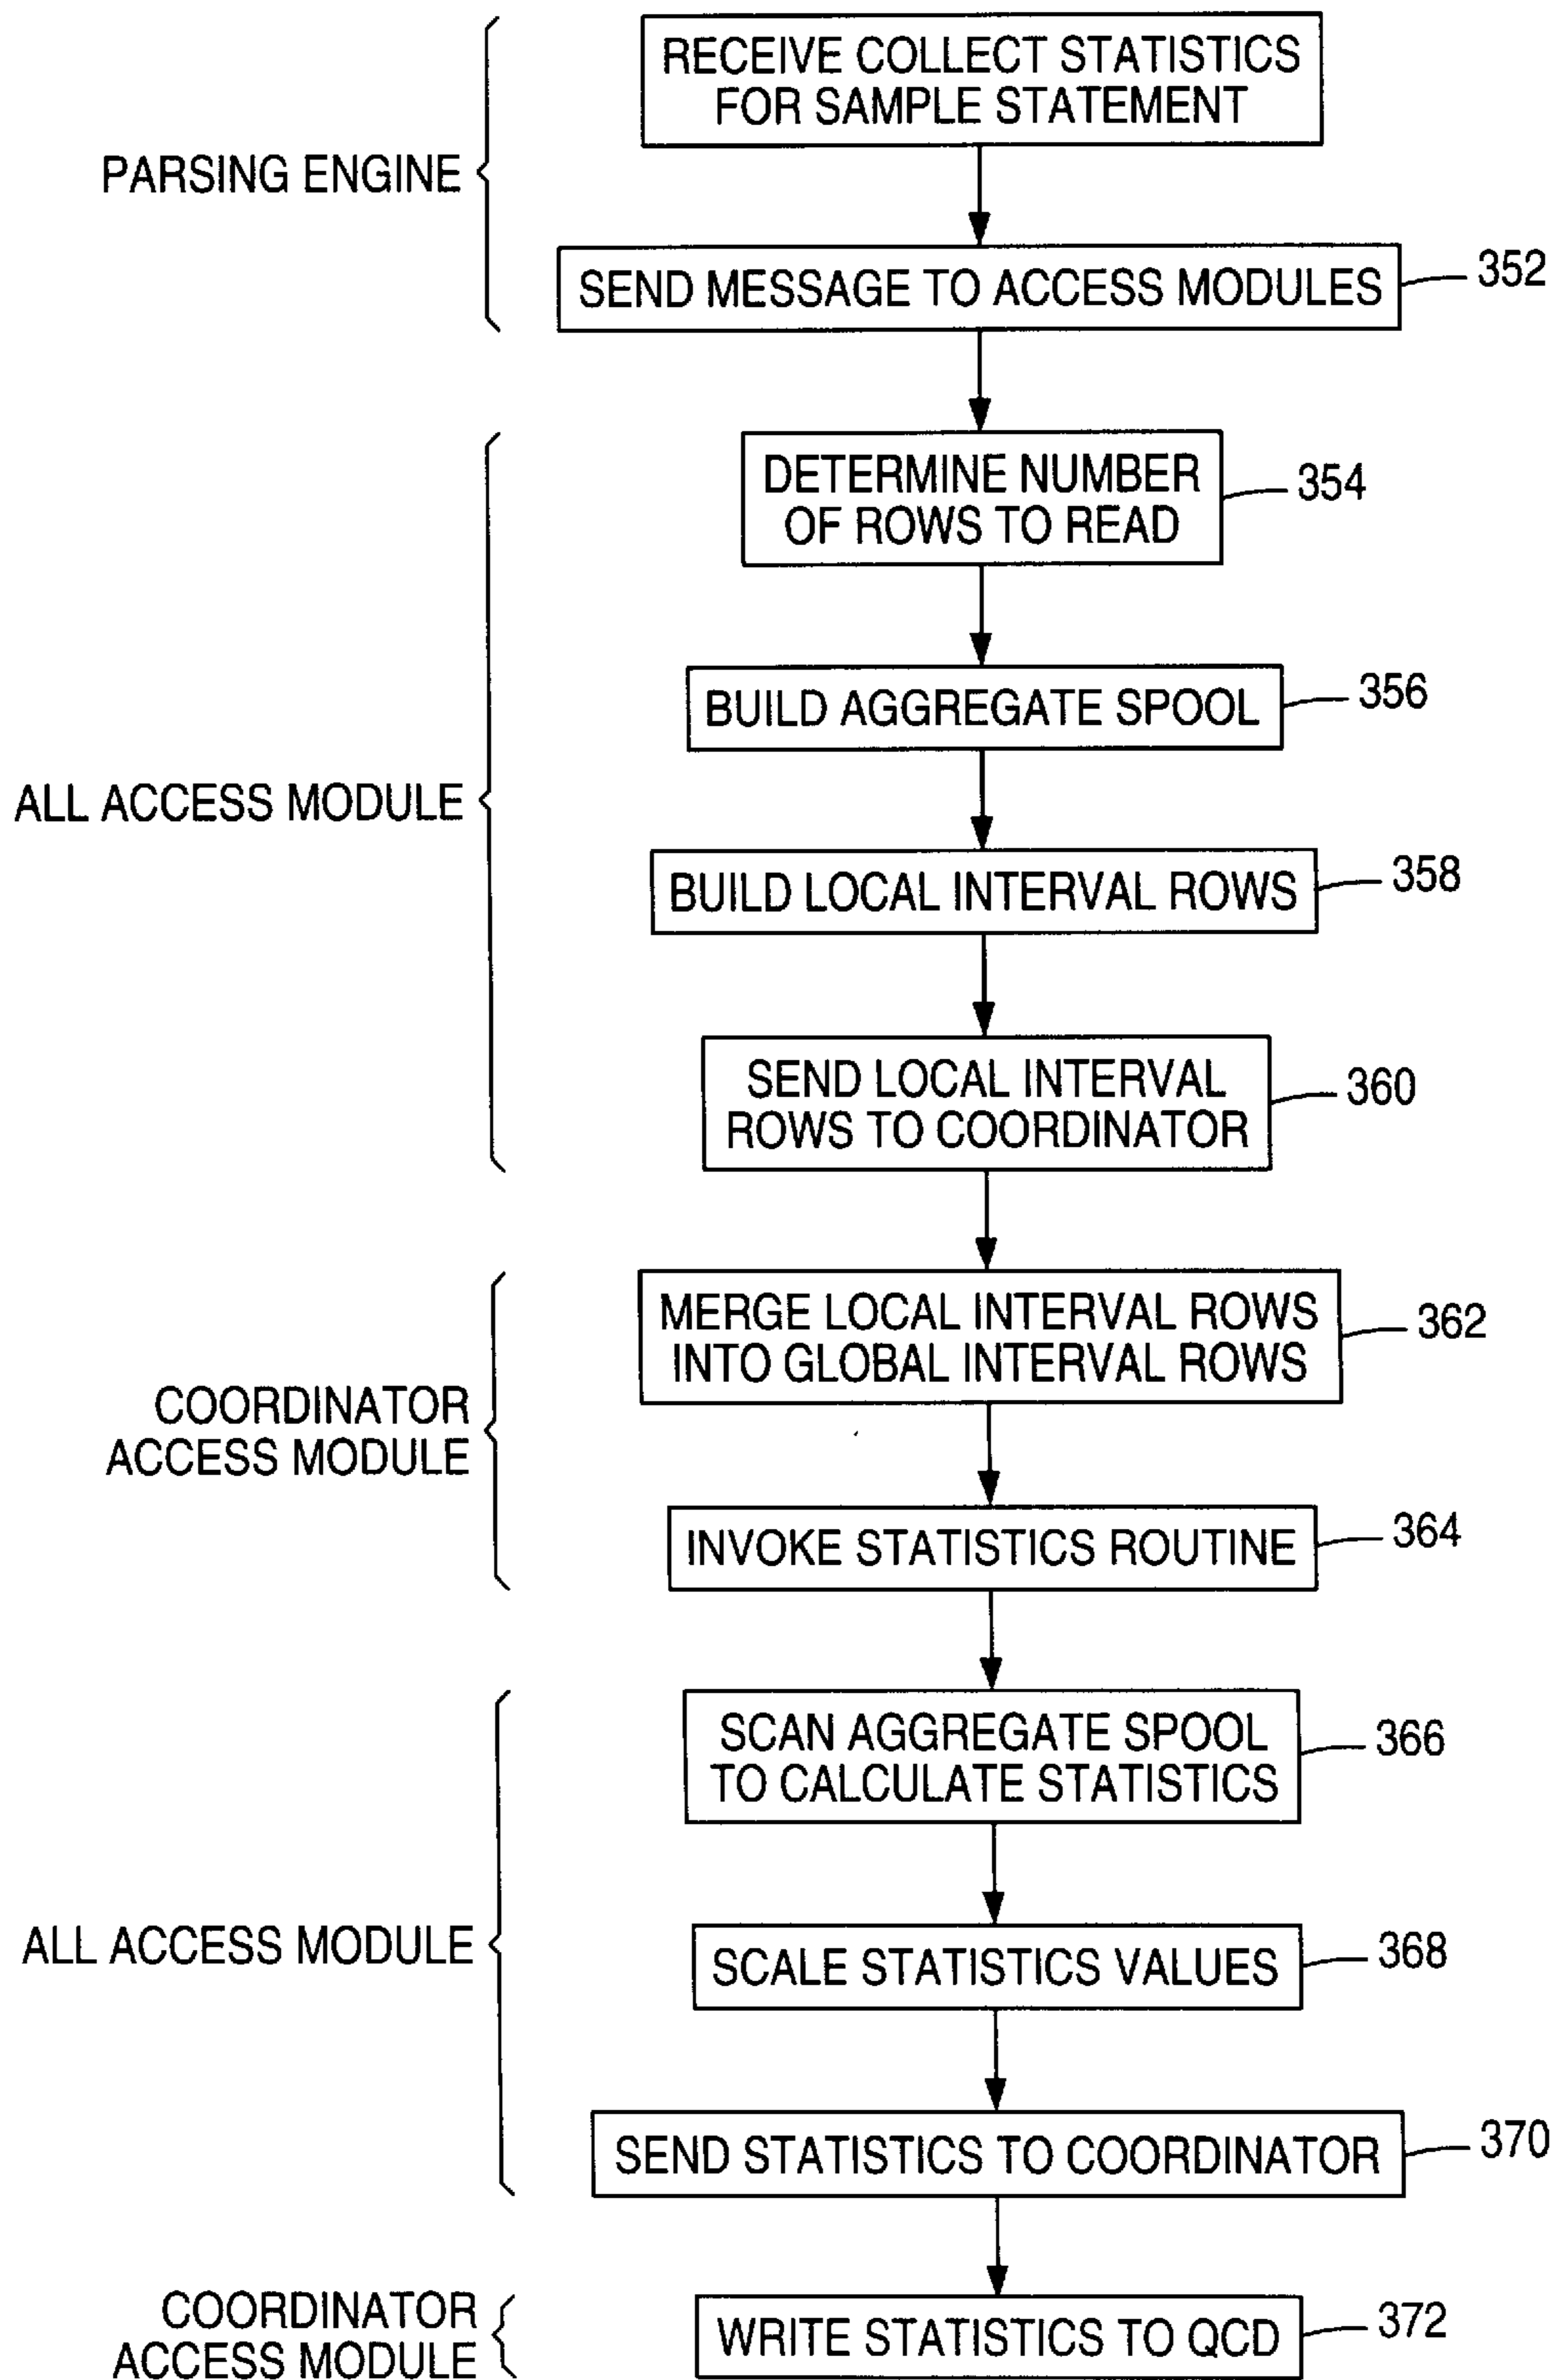 RECEIVE COLLECT STATISTICS
FOR SAMPLE STATEMENT
PARSING ENGINE
SEND MESSAGE TO ACCESS MODULES
352
DETERMINE NUMBER
OF ROWS TO READ
354
BUILD AGGREGATE SPOOL
356
ALL ACCESS MODULE
BUILD LOCAL INTERVAL ROWS
358
SEND LOCAL INTERVAL
ROWS TO COORDINATOR
360
MERGE LOCAL INTERVAL ROWS
INTO GLOBAL INTERVAL ROWS
362
COORDINATOR
ACCESS MODULE
INVOKE STATISTICS ROUTINE
364
SCAN AGGREGATE SPOOL
TO CALCULATE STATISTICS
366
ALL ACCESS MODULE
SCALE STATISTICS VALUES
368
SEND STATISTICS TO COORDINATOR
370
COORDINATOR
ACCESS MODULE
WRITE STATISTICS TO QCD
372